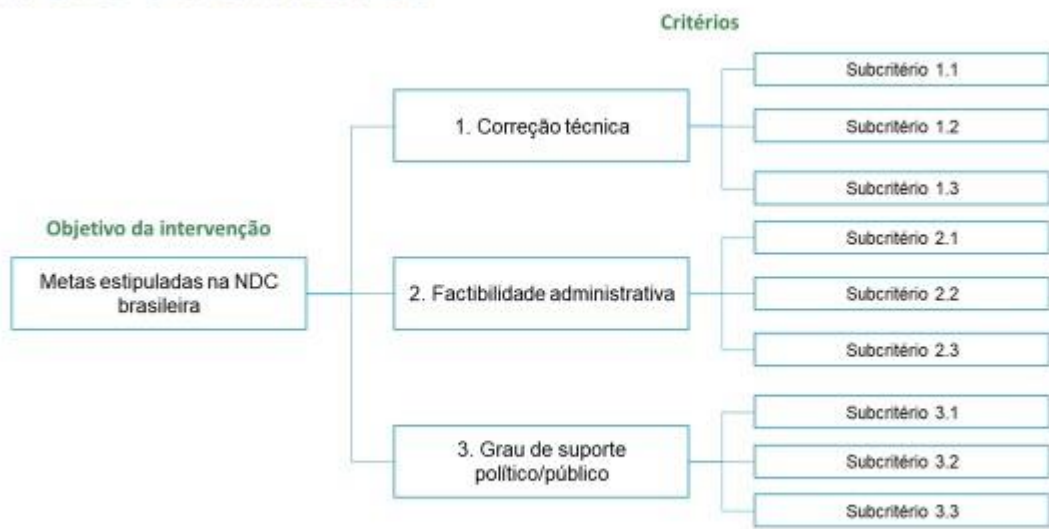 Critérios
Subcritério 1.1
1. Correção técnica
Subcritério 1.2
Subcritério 1.3
Objetivo da intervenção
Metas estipuladas na NDC
brasileira
Subcritério 2.1
2. Factibilidade administrativa
Subcritério 2.2
Subcritério 2.3
Subcritério 3.1
3. Grau de suporte
político/público
Subcritério 3.2
Subcritério 3.3